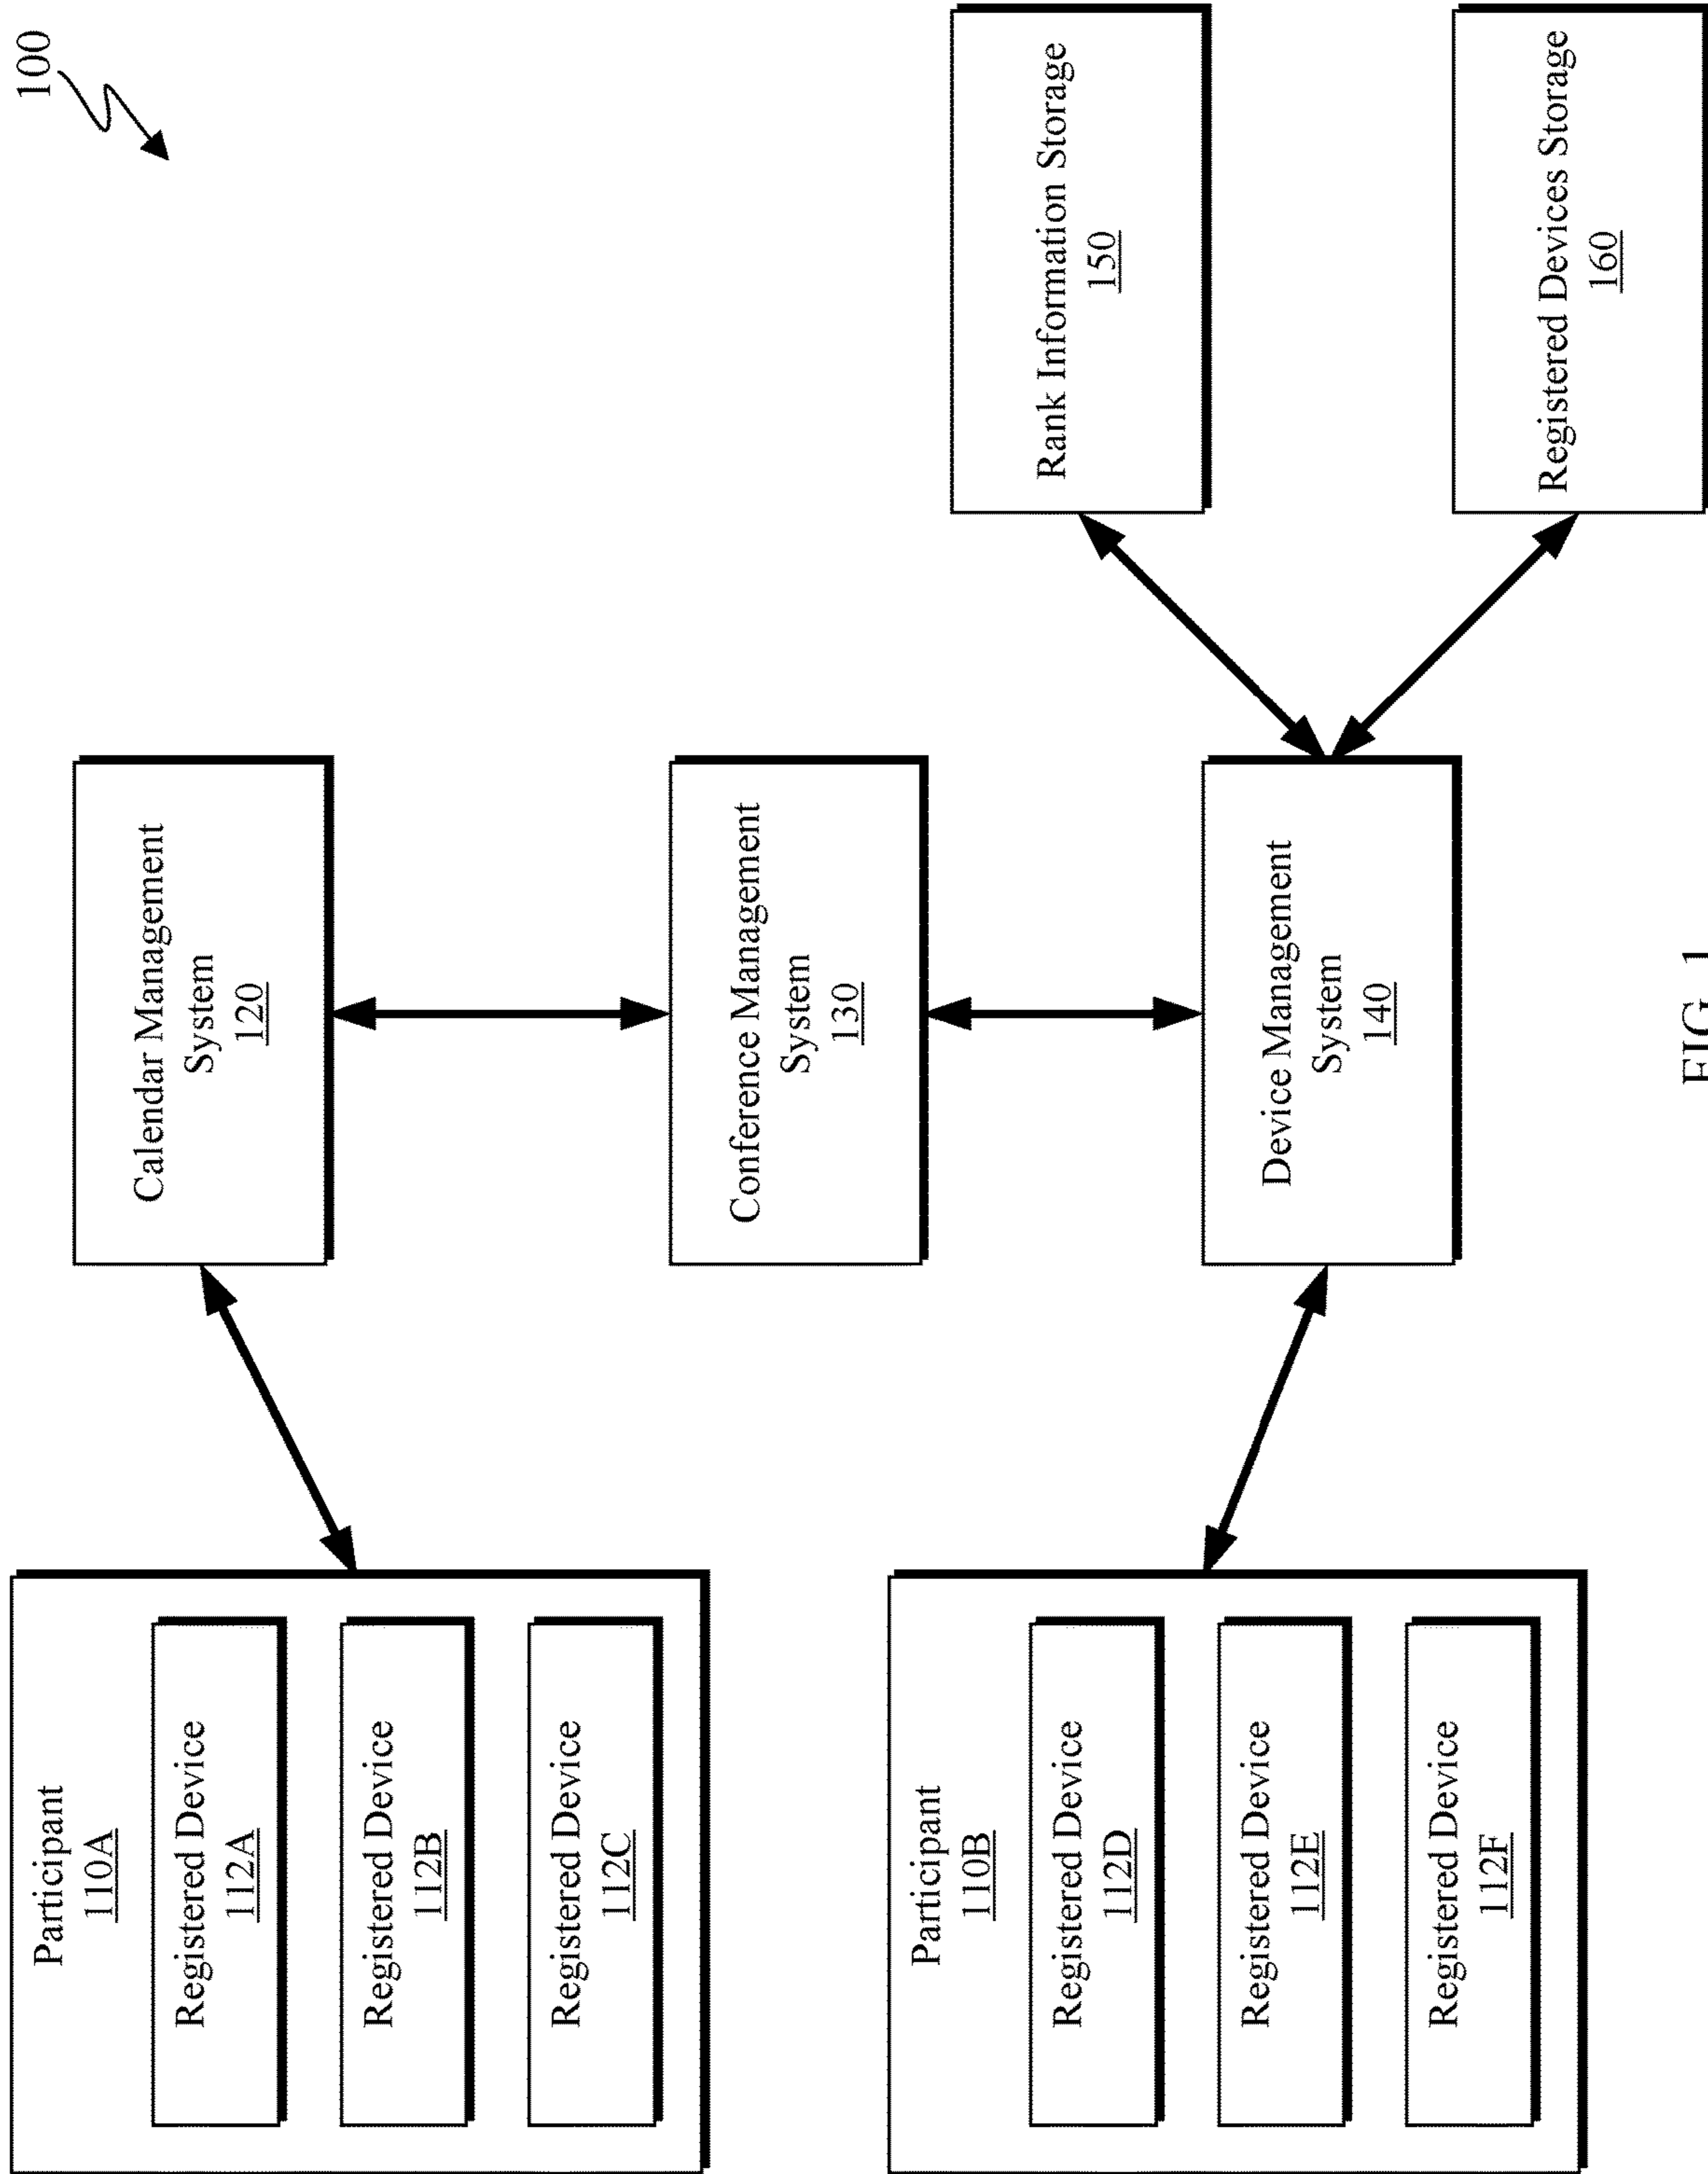 100
Participant
110A
Registered Device
112A
Registered Device
112B
Registered Device
112C
Participant
110B
Registered Device
112D
Registered Device
112E
Registered Device
112F
Calendar Management
System
120
Conference Management
System
130
Device Management
System
140
Rank Information Storage
150
Registered Devices Storage
160
FIG. 1